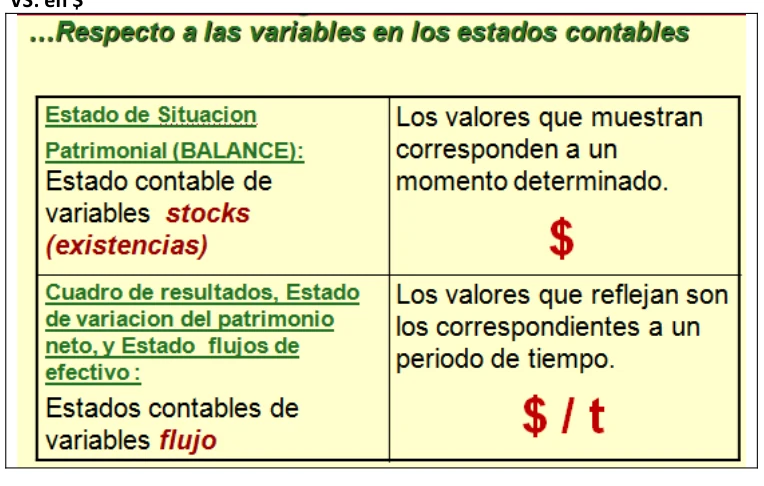 vs. en $
...Respecto a las variables en los estados contables
Estado de Situacion
Patrimonial (BALANCE):
Estado contable de
variables stocks
(existencias)
Los valores que muestran
corresponden a un
momento determinado.
$
Cuadro de resultados, Estado
de variacion del patrimonio
neto, y Estado flujos de
efectivo :
Estados contables de
variables flujo
Los valores que reflejan son
los correspondientes a un
periodo de tiempo.
$ / t